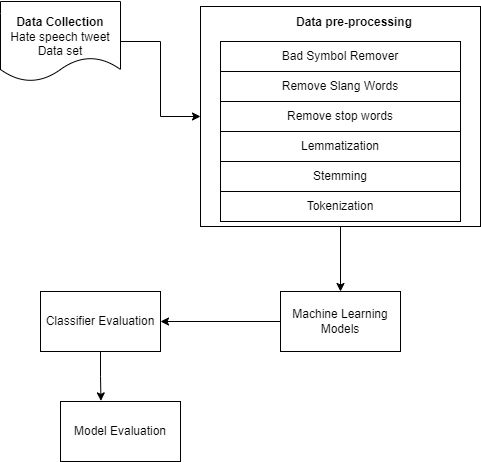 Data Collection
Hate speech tweet
Data set
Data pre-processing
Bad Symbol Remover
Remove Slang Words
Remove stop words
Lemmatization
Stemming
Tokenization
Machine Learning
Models
Classifier Evaluation
Model Evaluation